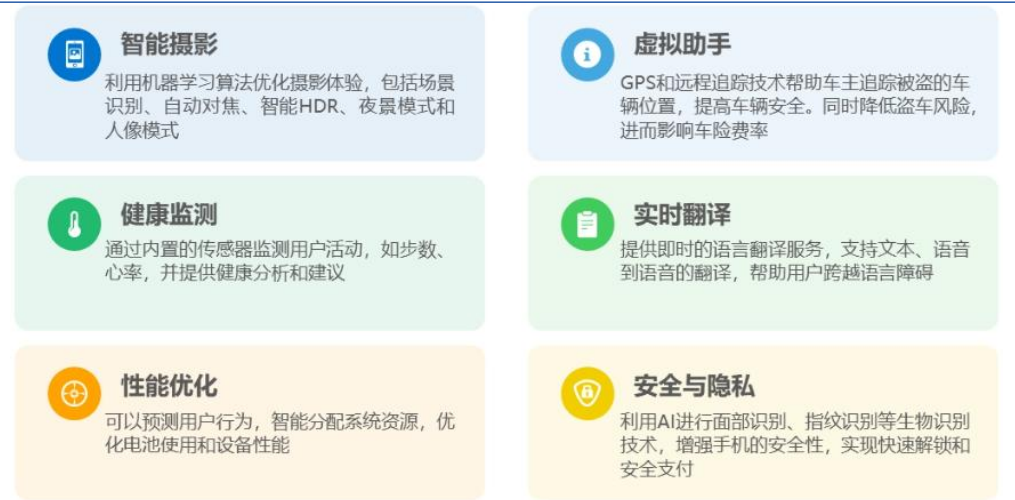 智能摄影
利用机器学习算法优化摄影体验，包括场景
识别、自动对焦、智能HDR、夜景模式和
人像模式
虚拟助手
GPS和远程追踪技术帮助车主追踪被盗的车
辆位置，提高车辆安全。同时降低盗车风险，
进而影响车险费率
健康监测
通过内置的传感器监测用户活动，如步数、
心率，并提供健康分析和建议
实时翻译
提供即时的语言翻译服务，支持文本、语音
到语音的翻译，帮助用户跨越语言障碍
性能优化
可以预测用户行为，智能分配系统资源，优
化电池使用和设备性能
安全与隐私
利用AI进行面部识别、指纹识别等生物识别
技术，增强手机的安全性，实现快速解锁和
安全支付